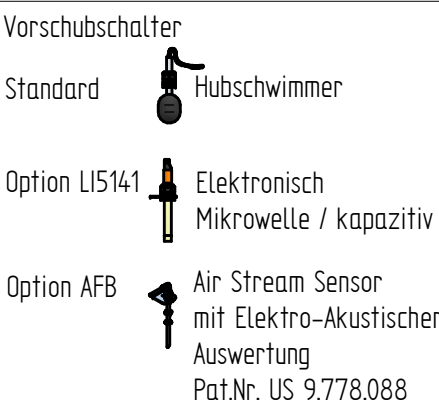 Vorschubschalter
Standard Hubschwimmer
Option LI5141 Elektronisch
Mikrowelle / kapazitiv
Option AFB Air Stream Sensor
mit Elektro-Akustischer
Auswertung
Pat.Nr. US 9.778.088